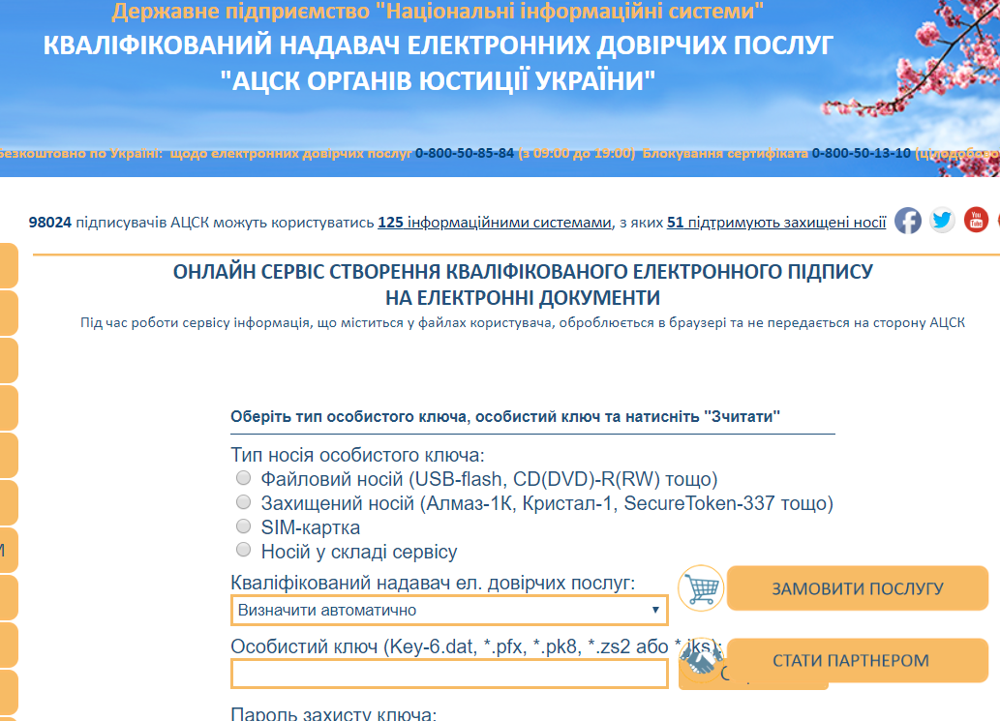 Державне підприємство "Національні інформаційні системи"
КВАЛІФІКОВАНИЙ НАДАВАЧ ЕЛЕКТРОННИХ ДОВІРЧИХ ПОСЛУГ
"АЦСК ОРГАНІВ ЮСТИЦІЇ УКРАЇНИ"
Безкоштовно по Україні: щодо електронних довірчих послуг 0-800-50-85-84 (з 09:00 до 19:00) Блокування сертифіката 0-800-50-13-10 (цілодобово
98024 підписувачів АЦСК можуть користуватись 125 інформаційними системами, з яких 51 підтримують захищені носії
You Tube
ОНЛАЙН СЕРВІС СТВОРЕННЯ КВАЛІФІКОВАНОГО ЕЛЕКТРОННОГО ПІДПИСУ
НА ЕЛЕКТРОННІ ДОКУМЕНТИ
Під час роботи сервісу інформація, що міститься у файлах користувача, оброблюється в браузері та не передається на сторону АЦСК
Оберіть тип особистого ключа, особистий ключ та натисніть "Зчитати"
Тип носія особистого ключа:
Файловий носій (USB-flash, CD(DVD)-R(RW) тощо)
Захищений носій (Алмаз-1К, Кристал-1, SecureToken-337 тощо)
SIM-картка
Носій у складі сервісу
Кваліфікований надавач ел. довірчих послуг:
Визначити автоматично
ЗАМОВИТИ ПОСЛУГУ
Особистий ключ (Key-6.dat, *.pfx, *.pk8, *.zs2 або *.jks):
СТАТИ ПАРТНЕРОМ
Пароль захисту ключа: